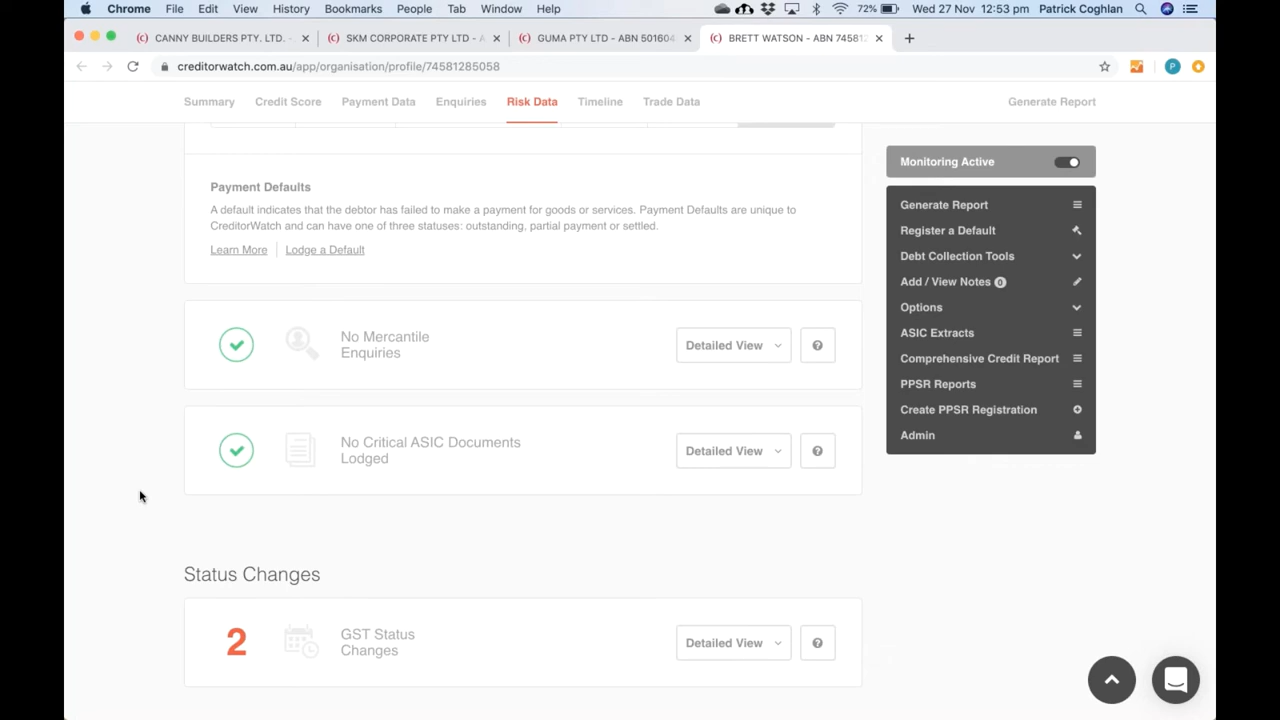 Chrome File Edit View History Bookmarks People Tab Window Help 72% Wed 27 Nov 12:53 pm Patrick Coghlan
CANNY BUILDERS PTY. LTD. - SKM CORPORATE PTY LTD - A GUMA PTY LTD - ABN 501604 BRETT WATSON - ABN 74581
creditorwatch.com.au/app/organisation/profile/74581285058 P
Summary Credit Score Payment Data Enquiries Risk Data Timeline Trade Data Generate Report
Payment Defaults
A default indicates that the debtor has failed to make a payment for goods or services. Payment Defaults are unique to
CreditorWatch and can have one of three statuses: outstanding, partial payment or settled.
Learn More Lodge a Default
No Mercantile
Enquiries
Detailed View ?
No Critical ASIC Documents
Lodged
Detailed View ?
Status Changes
2 GST Status
Changes
Detailed View ?
Monitoring Active
Generate Report
Register a Default
Debt Collection Tools
Add / View Notes 0
Options
ASIC Extracts
Comprehensive Credit Report
PPSR Reports
Create PPSR Registration
Admin